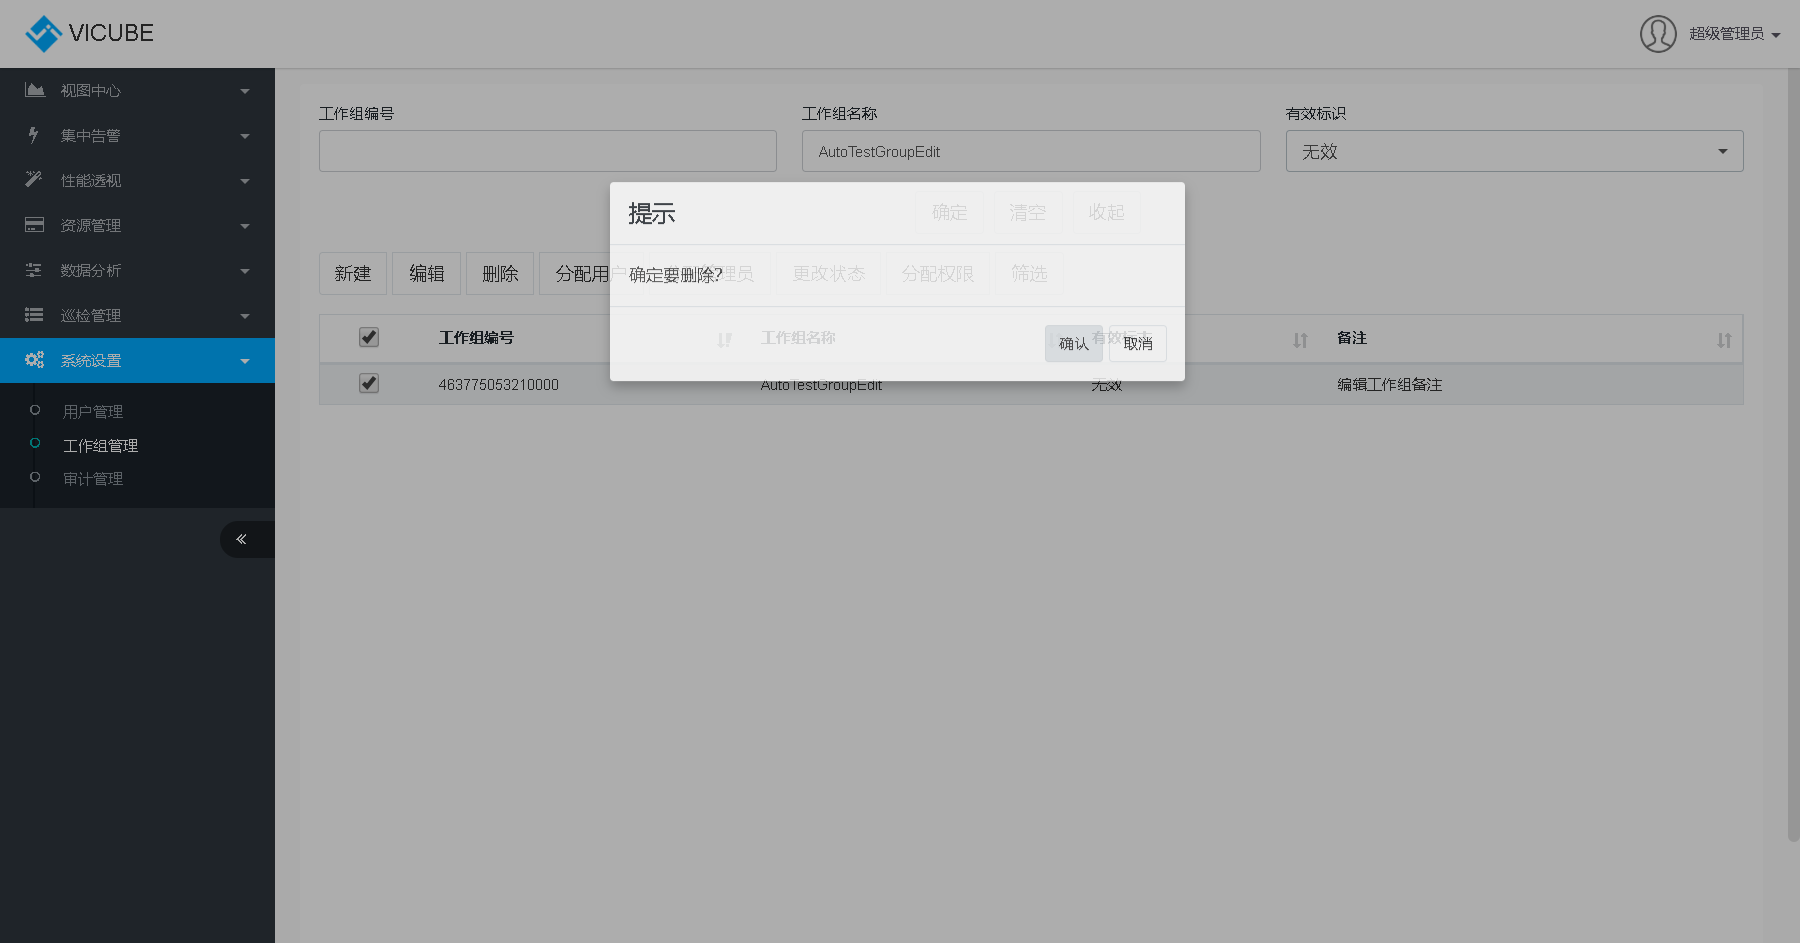 VICUBE
超级管理员
视图中心
集中告警
性能透视
资源管理
数据分析
巡检管理
系统设置
用户管理
工作组管理
审计管理
工作组编号
工作组名称
AutoTestGroupEdit
有效标识
无效
提示
确定 清空 收起
新建 编辑 删除 分配用户 理员 更改状态 分配权限 筛选
确定要删除?
确认 取消
工作组编号 工作组名称 有效标志 备注
463775053210000 AutoTestGroupEdit 无效 编辑工作组备注